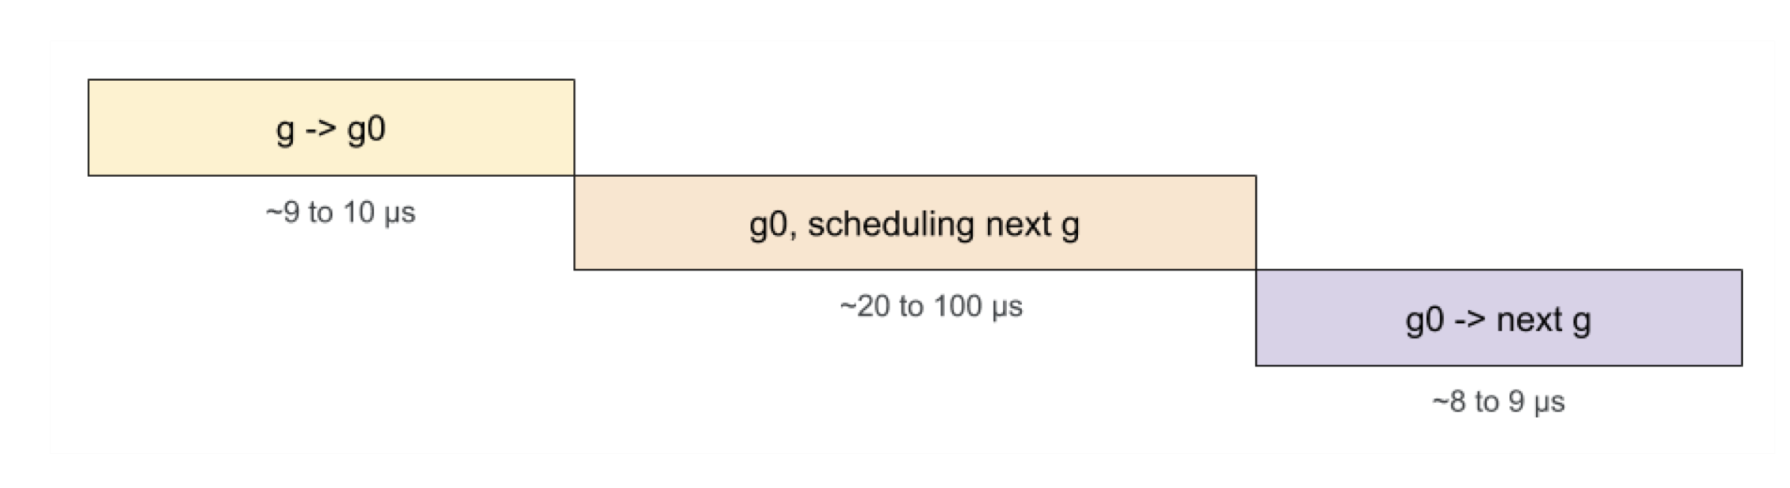 g -> g0
~9 to 10 μs
g0, scheduling next g
~20 to 100 μs
g0 -> next g
~8 to 9 μs